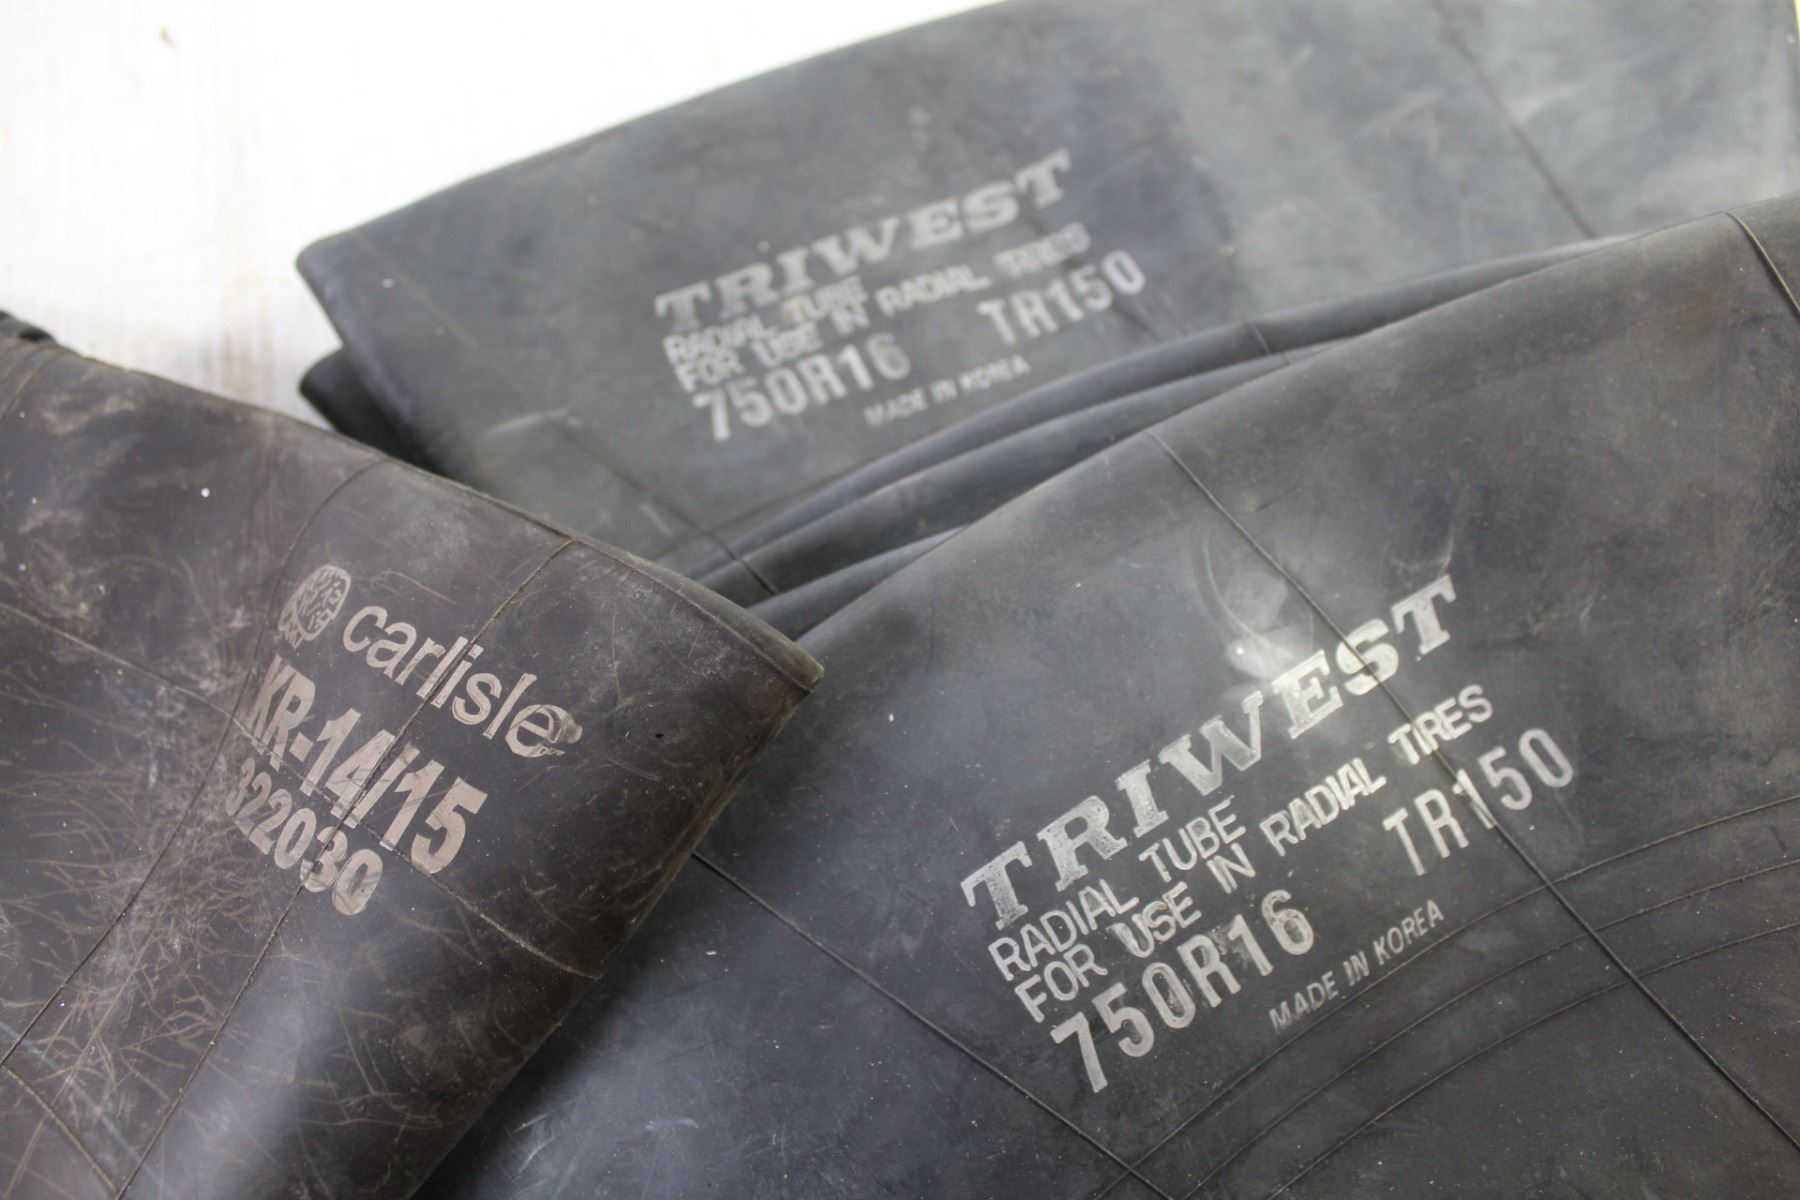 TRIWEST
RADIAL TUBE
FOR USE IN RADIAL TIRES
750R16 TR150
MADE IN KOREA
carlisle
KR-14/15
322030
TRIWEST
RADIAL TUBE
FOR USE IN RADIAL TIRES
750R16 TR150
MADE IN KOREA